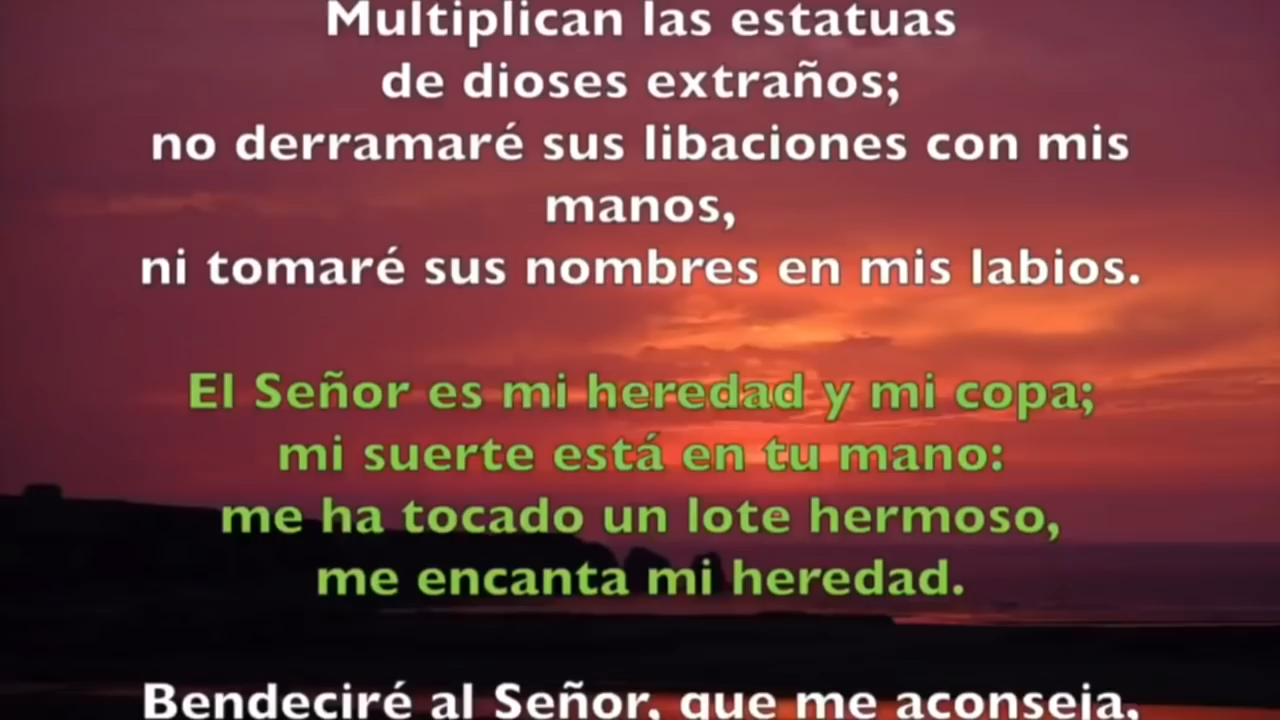 Multiplican las estatuas
de dioses extraños;
no derramaré sus libaciones con mis
manos,
ni tomaré sus nombres en mis labios.
El Señor es mi heredad y mi copa;
mi suerte está en tu mano:
me ha tocado un lote hermoso,
me encanta mi heredad.
Bendeciré al Señor, que me aconseja,